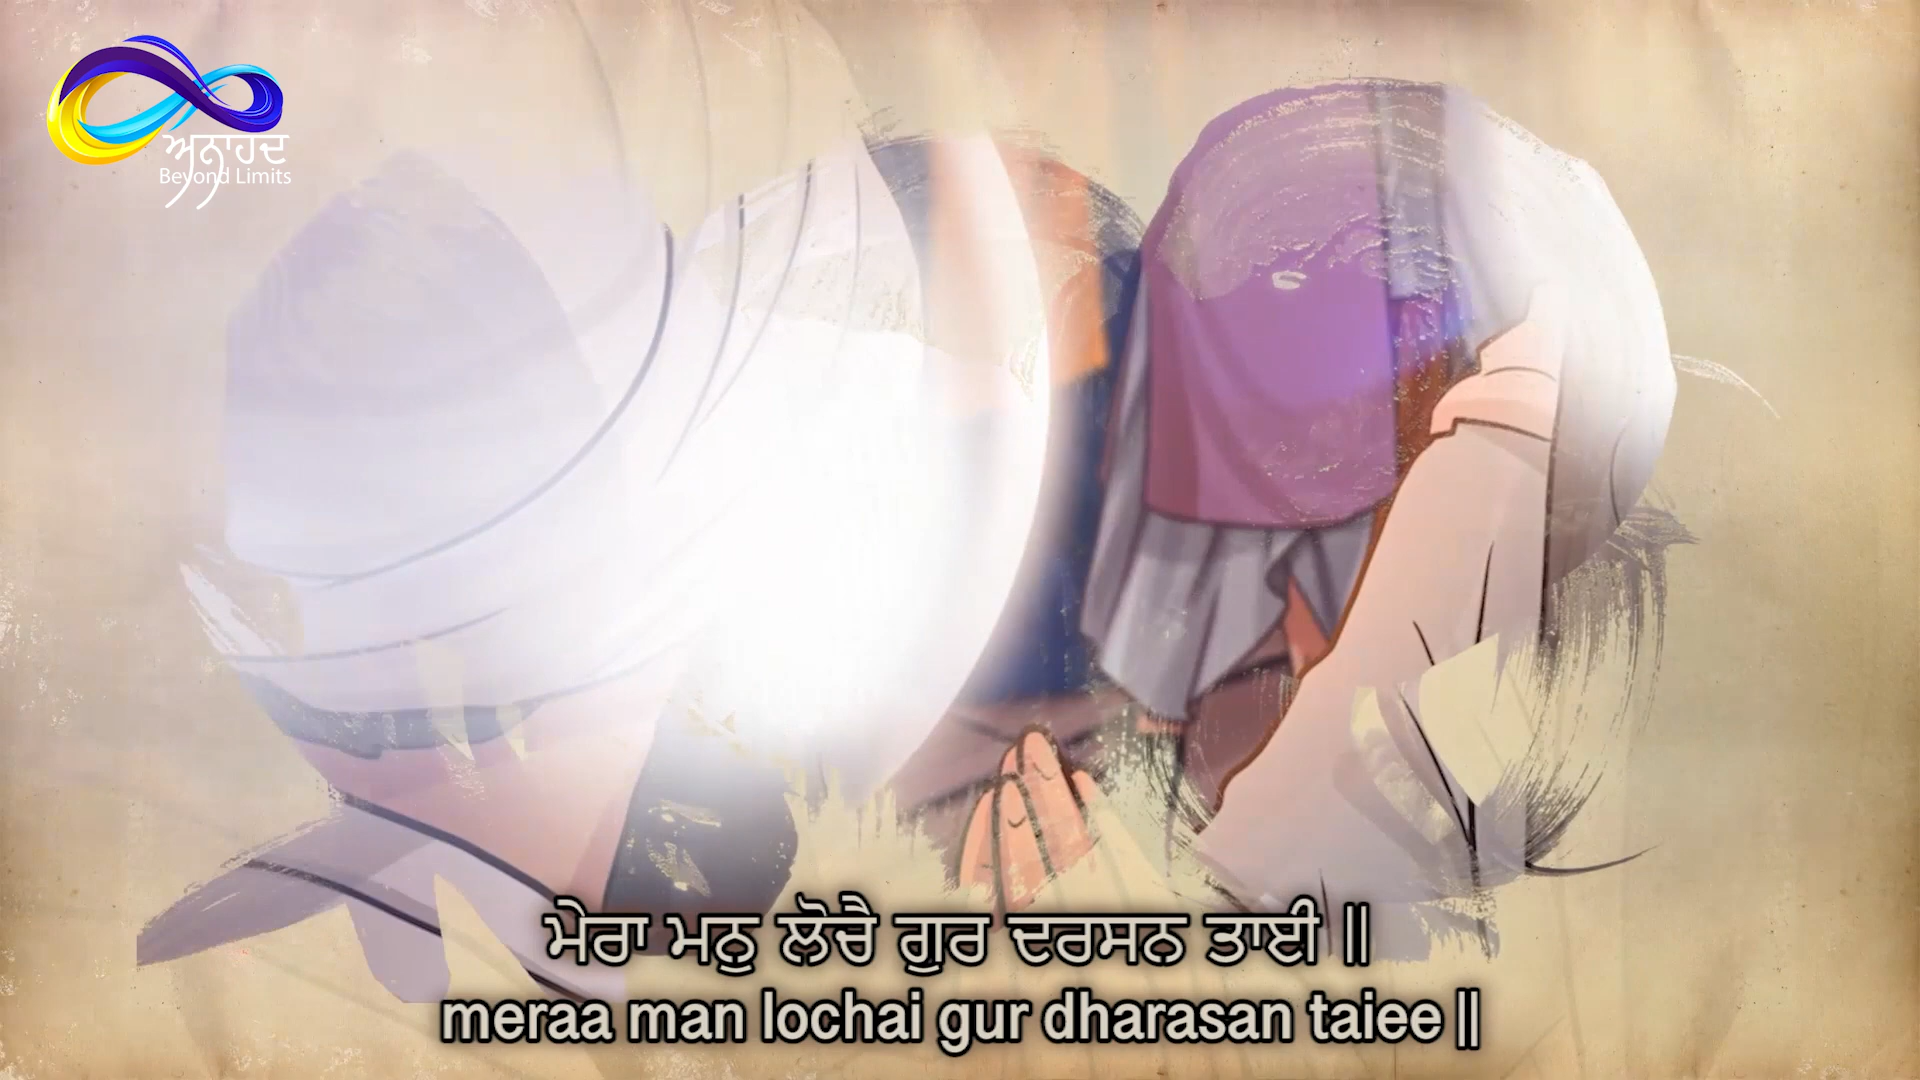 ਅਨਾਹਦ
Beyond Limits
ਮੇਰਾ ਮਨੁ ਲੋਚੈ ਗੁਰ ਦਰਸਨ ਤਾਈ ॥
meraa man lochai gur dharasan taiee ||